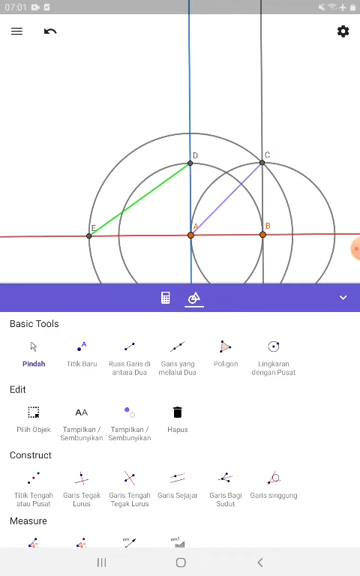 07:01
D
C
E
A
B
Basic Tools
Pindah
Titik Baru
Ruas Garis di antara Dua
Garis yang melalui Dua
Poligon
Lingkaran dengan Pusat
Edit
Pilih Objek
AA
Tampilkan / Sembunyikan
Tampilkan / Sembunyikan
Hapus
Construct
Titik Tengah atau Pusat
Garis Tegak Lurus
Garis Tengah Tegak Lurus
Garis Sejajar
Garis Bagi Sudut
Garis singgung
Measure